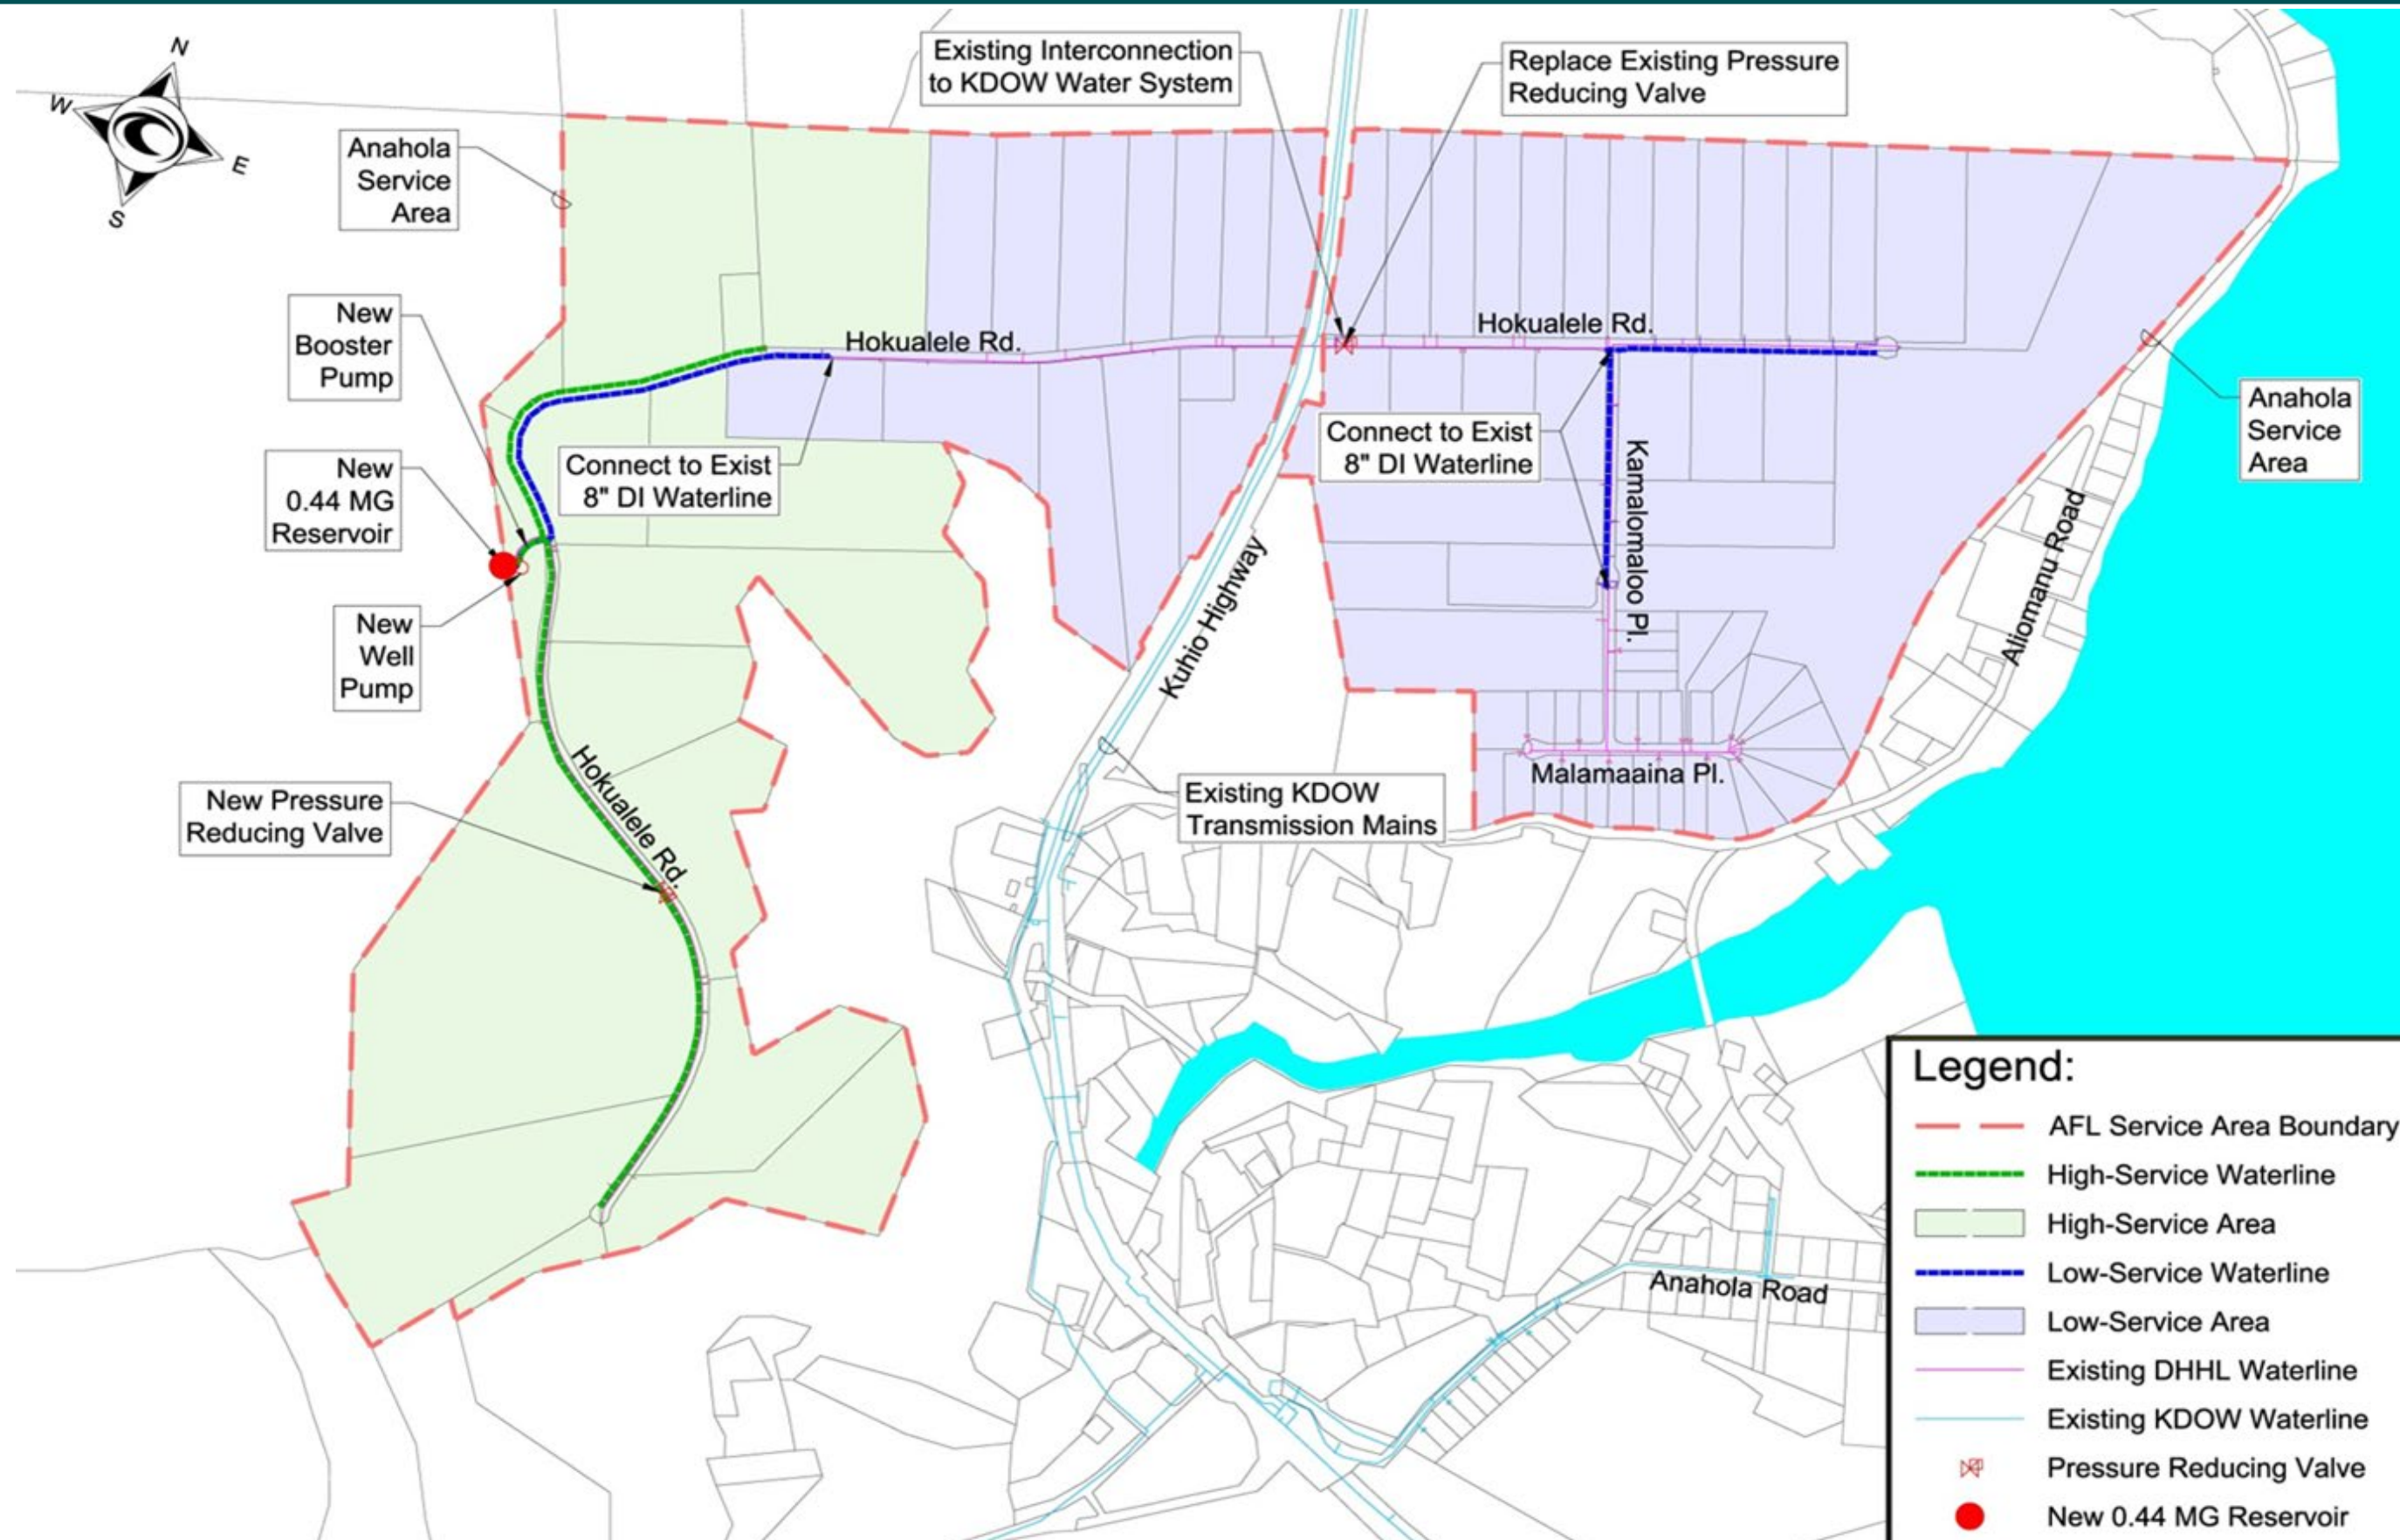 N
W
E
S
Existing Interconnection
to KDOW Water System
Replace Existing Pressure
Reducing Valve
Anahola
Service
Area
New
Booster
Pump
Hokualele Rd.
Hokualele Rd.
Connect to Exist
8" DI Waterline
Connect to Exist
8" DI Waterline
Kamalomaloo Pl.
Anahola
Service
Area
New
0.44 MG
Reservoir
New
Well
Pump
Kuhio Highway
Aliomanu Road
Hokualele Rd.
New Pressure
Reducing Valve
Existing KDOW
Transmission Mains
Malamaaina Pl.
Anahola Road
Legend:
AFL Service Area Boundary
High-Service Waterline
High-Service Area
Low-Service Waterline
Low-Service Area
Existing DHHL Waterline
Existing KDOW Waterline
Pressure Reducing Valve
New 0.44 MG Reservoir